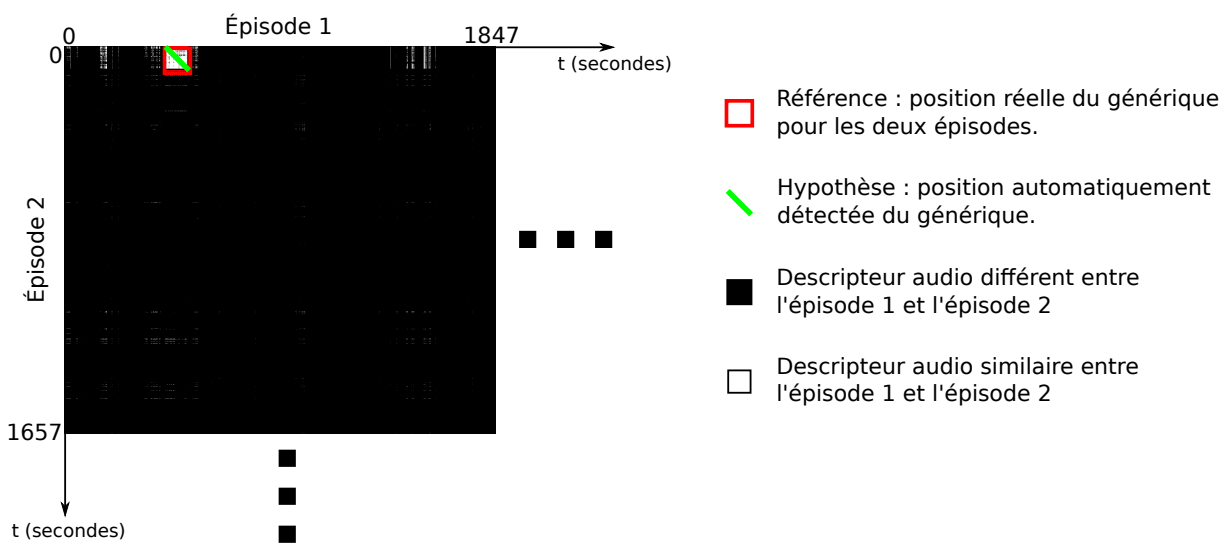 Épisode 1
0
1847
0
t (secondes)
Épisode 2
1657
t (secondes)
Référence : position réelle du générique
pour les deux épisodes.
Hypothèse : position automatiquement
détectée du générique.
Descripteur audio différent entre
l'épisode 1 et l'épisode 2
Descripteur audio similaire entre
l'épisode 1 et l'épisode 2